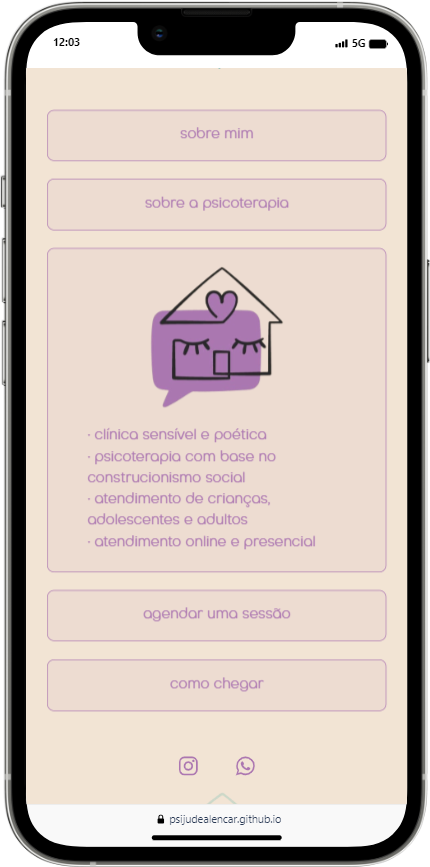 12:03
5G
sobre mim
sobre a psicoterapia
· clínica sensível e poética
· psicoterapia com base no
construcionismo social
· atendimento de crianças,
adolescentes e adultos
· atendimento online e presencial
agendar uma sessão
como chegar
psijudealencar.github.io